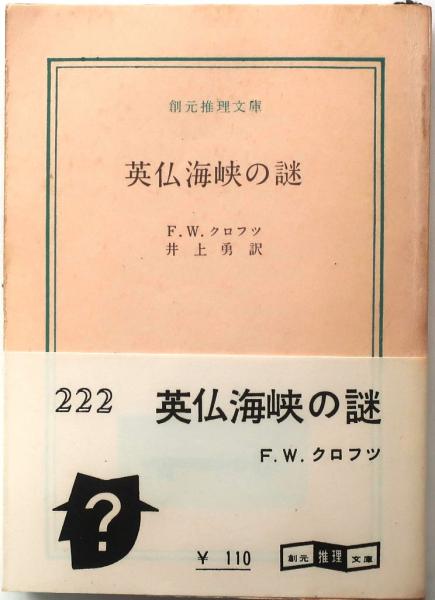 創元推理文庫
英仏海峡の謎
F.W.クロフツ
井上勇訳
222 英仏海峡の謎
F.W.クロフツ
?
¥ 110
創元 推理 文庫